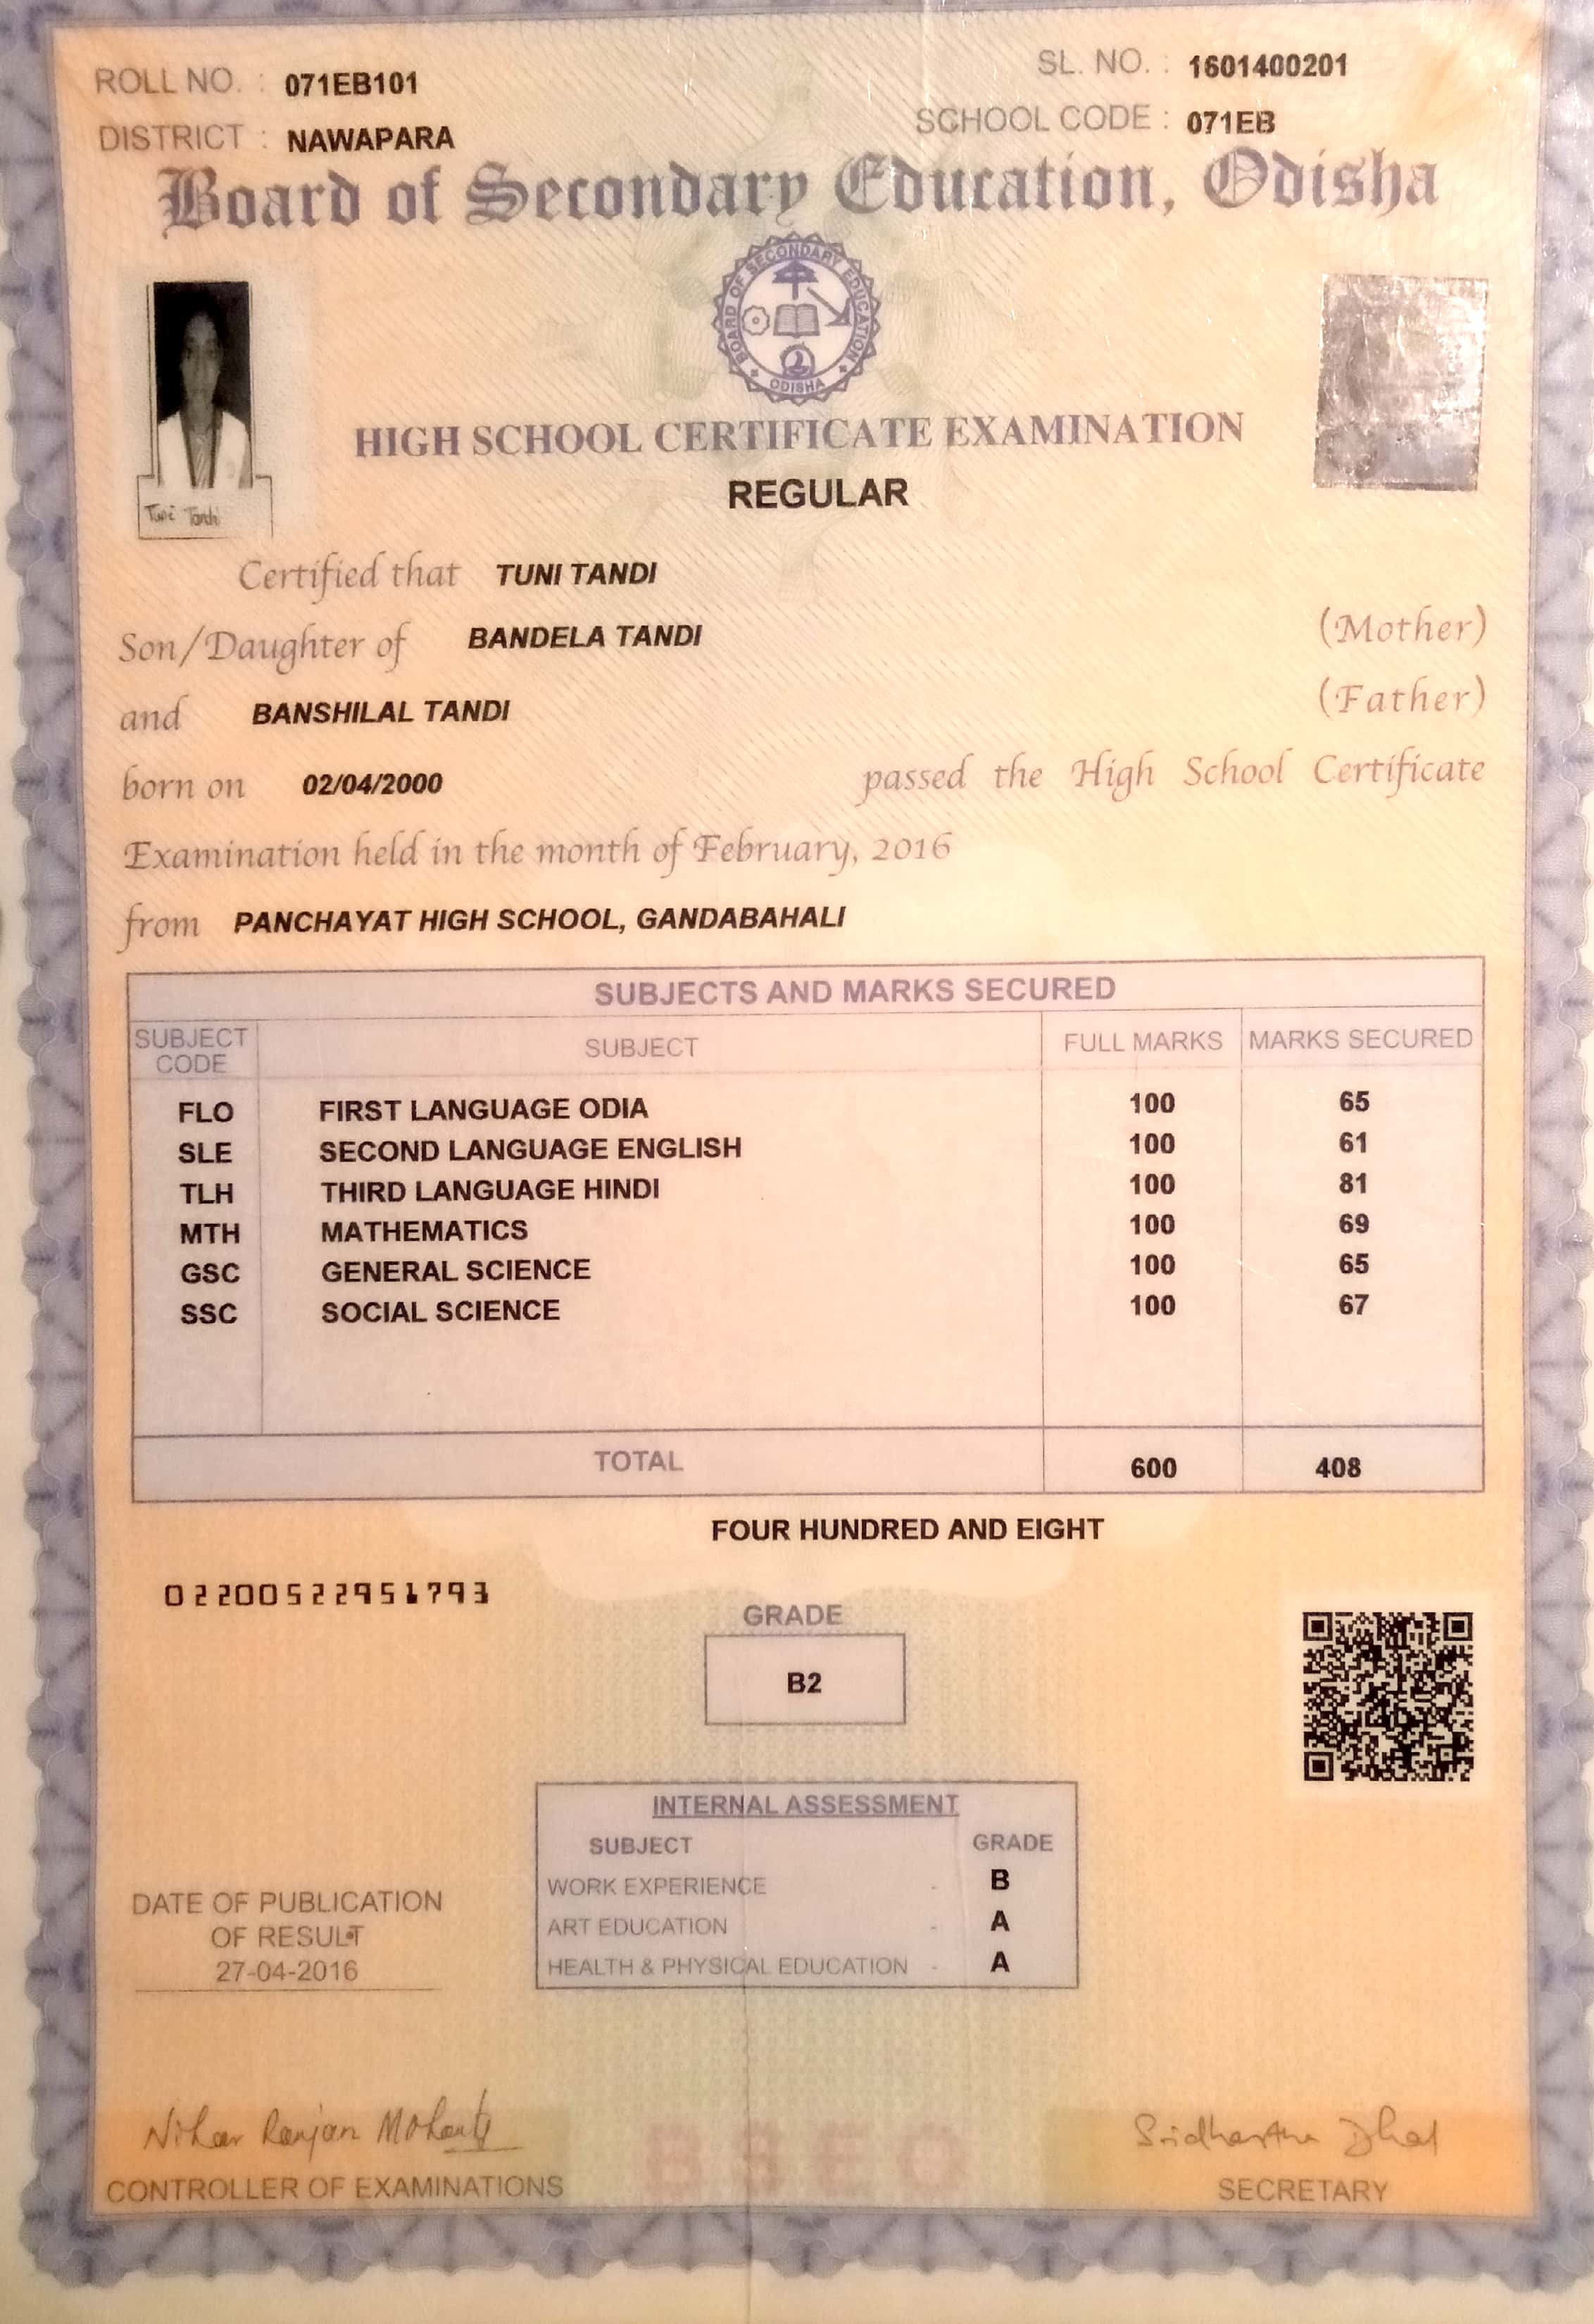 ROLL NO. : 071EB101
SL. NO. : 1601400201
DISTRICT : NAWAPARA
SCHOOL CODE : 071EB
Board of Secondary Education, Odisha
BOARD OF SECONDARY EDUCATION
ODISHA
HIGH SCHOOL CERTIFICATE EXAMINATION
REGULAR
Tuni Tandi
Certified that TUNI TANDI
Son/Daughter of BANDELA TANDI (Mother)
and BANSHILAL TANDI (Father)
born on 02/04/2000 passed the High School Certificate
Examination held in the month of February, 2016
from PANCHAYAT HIGH SCHOOL, GANDABAHALI
SUBJECTS AND MARKS SECURED
SUBJECT CODE SUBJECT FULL MARKS MARKS SECURED
FLO FIRST LANGUAGE ODIA 100 65
SLE SECOND LANGUAGE ENGLISH 100 61
TLH THIRD LANGUAGE HINDI 100 81
MTH MATHEMATICS 100 69
GSC GENERAL SCIENCE 100 65
SSC SOCIAL SCIENCE 100 67
TOTAL 600 408
FOUR HUNDRED AND EIGHT
02200522951793
GRADE
B2
INTERNAL ASSESSMENT
SUBJECT GRADE
WORK EXPERIENCE - B
ART EDUCATION - A
HEALTH & PHYSICAL EDUCATION - A
DATE OF PUBLICATION
OF RESULT
27-04-2016
Nihar Ranjan Mohanty
CONTROLLER OF EXAMINATIONS
BSEO
Sridhartha Dhal
SECRETARY